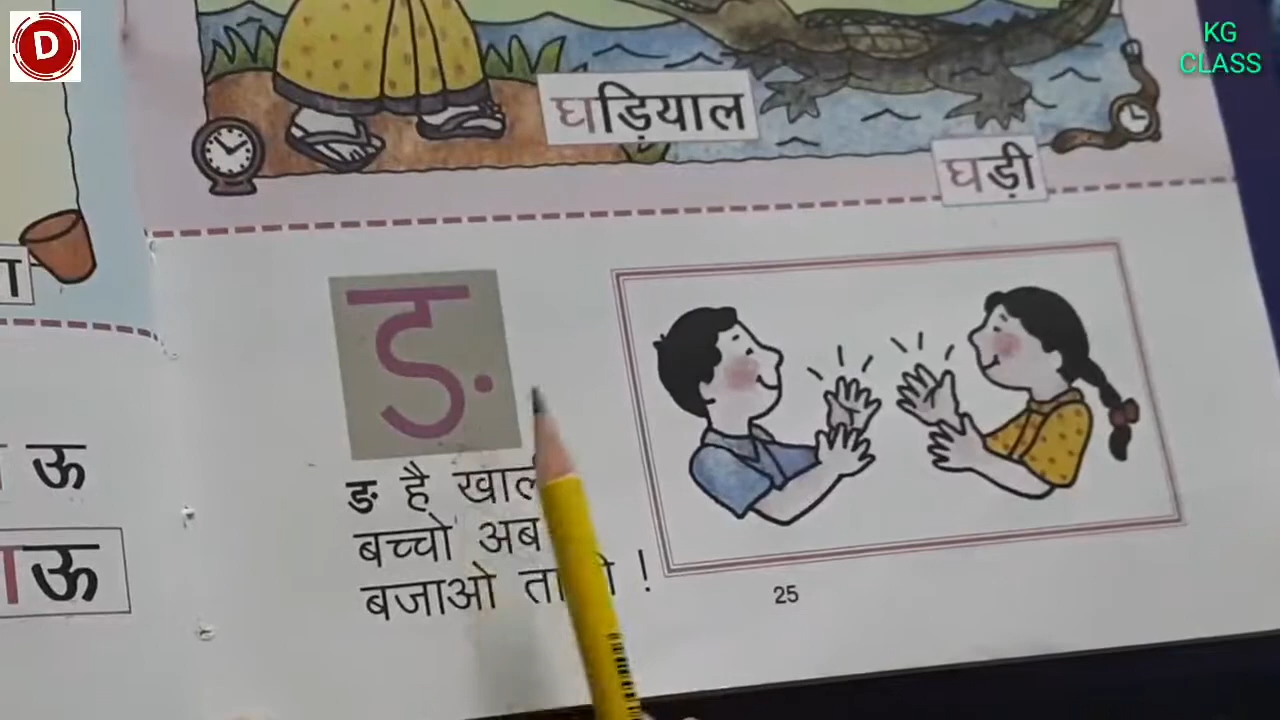 D
KG
CLASS
घड़ियाल
घड़ी
ा
ऊ
ाऊ
ङ
ङ है
बच्चो अब
बजाओ !
25